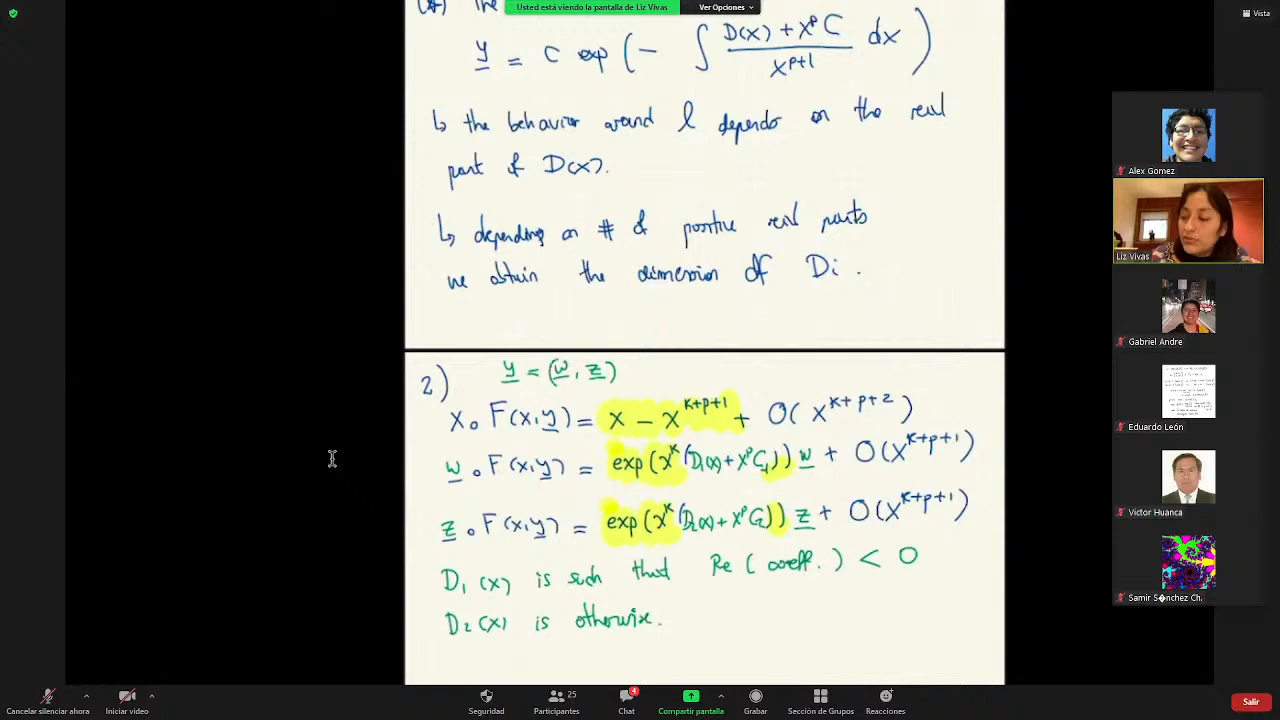 Usted está viendo la pantalla de Liz Vivas
Ver Opciones
Vista
the
y = C exp(- ∫ D(x) + x^p C / x^{p+1} dx)
↳ the behavior around l depends on the real
part of D(x).
↳ depending on # of positive real parts
we obtain the dimension of Di.
2) y = (w, z)
x∘F(x,y) = x - x^{k+p+1} + O(x^{k+p+2})
w∘F(x,y) = exp(x^k(D₁(x)+x^p C₁)) w + O(x^{k+p+1})
z∘F(x,y) = exp(x^k(D₂(x)+x^p C₂)) z + O(x^{k+p+1})
D₁(x) is such that Re(coeff.) < 0
D₂(x) is otherwise.
Alex Gomez
Liz Vivas
Gabriel Andre
Eduardo León
Victor Huanca
Samir S�nchez Ch.
Cancelar silenciar ahora
Iniciar video
Seguridad
25
Participantes
4
Chat
Compartir pantalla
Grabar
Sección de Grupos
Reacciones
Salir